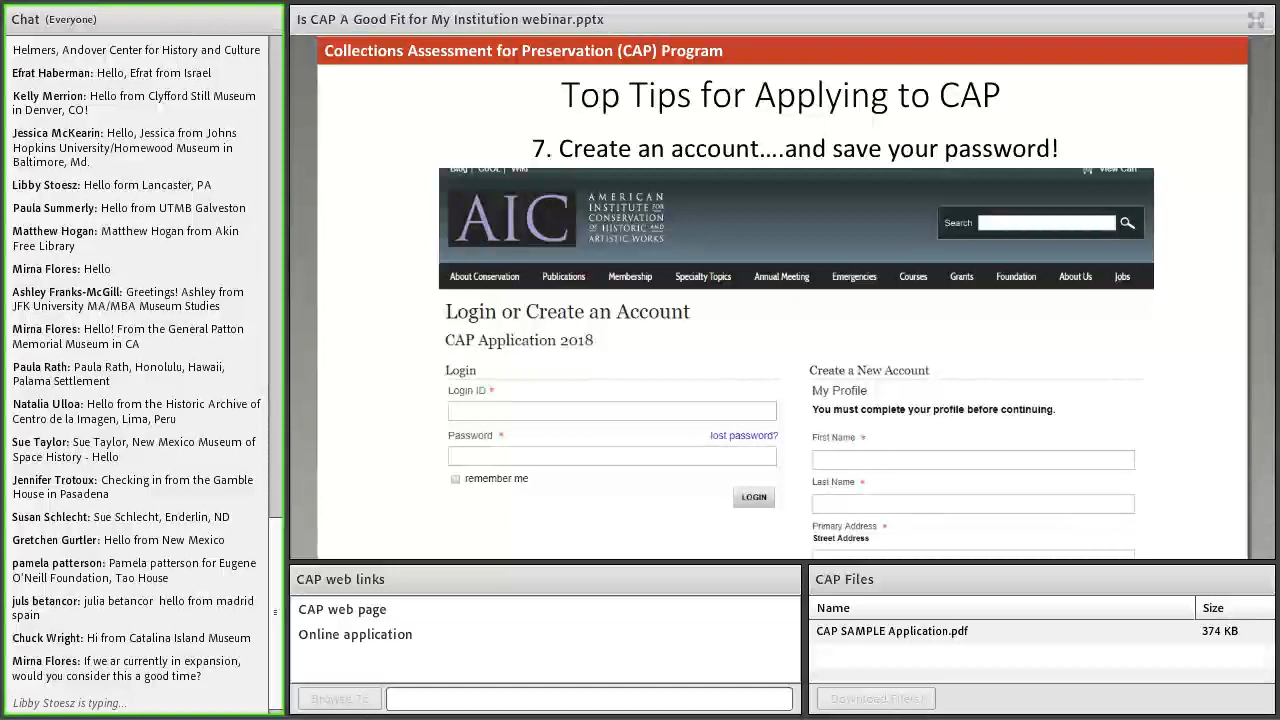 Chat (Everyone)
Helmers, Andover Center for History and Culture
Efrat Haberman: Hello, Efrat from Israel
Kelly Merrion: Hello from Clyfford Still Museum
in Denver, CO!
Jessica McKearin: Hello, Jessica from Johns
Hopkins University/Homewood Museum in
Baltimore, Md.
Libby Stoesz: Hello form Lancaster, PA
Paula Summerly: Hello from UTMB Galveston
Matthew Hogan: Matthew Hogan from Akin
Free Library
Mirna Flores: Hello
Ashley Franks-McGill: Greetings! Ashley from
JFK University MA/MBA Museum Studies
Mirna Flores: Hello! From the General Patton
Memorial Museum in CA
Paula Rath: Paula Rath, Honolulu, Hawaii,
Palama Settlement
Natalia Ulloa: Hello from the Historic Archive of
Centro de la Imagen, Lima, Peru
Sue Taylor: Sue Taylor, New Mexico Museum of
Space History - Hello
Jennifer Trotoux: Checking in from the Gamble
House in Pasadena
Susan Schlecht: Sue Schlecht, Enderlin, ND
Gretchen Gurtler: Hello from New Mexico
pamela patterson: Pamela patterson for Eugene
O'Neill Foundation, Tao House
juls betancor: julia betancor hello from madrid
spain
Chuck Wright: Hi from Catalina Island Museum
Mirna Flores: If we ar currently in expansion,
would you consider this a good time?
Libby Stoesz is typing...
Is CAP A Good Fit for My Institution webinar.pptx
Collections Assessment for Preservation (CAP) Program
Top Tips for Applying to CAP
7. Create an account....and save your password!
Blog | CoOL | Wiki
View Cart
AIC
AMERICAN
INSTITUTE FOR
CONSERVATION
OF HISTORIC AND
ARTISTIC WORKS
Search
About Conservation Publications Membership Specialty Topics Annual Meeting Emergencies Courses Grants Foundation About Us Jobs
Login or Create an Account
CAP Application 2018
Login
Login ID *
Password * lost password?
remember me
LOGIN
Create a New Account
My Profile
You must complete your profile before continuing.
First Name *
Last Name *
Primary Address *
Street Address
CAP web links
CAP web page
Online application
Browse To
CAP Files
Name Size
CAP SAMPLE Application.pdf 374 KB
Download File(s)